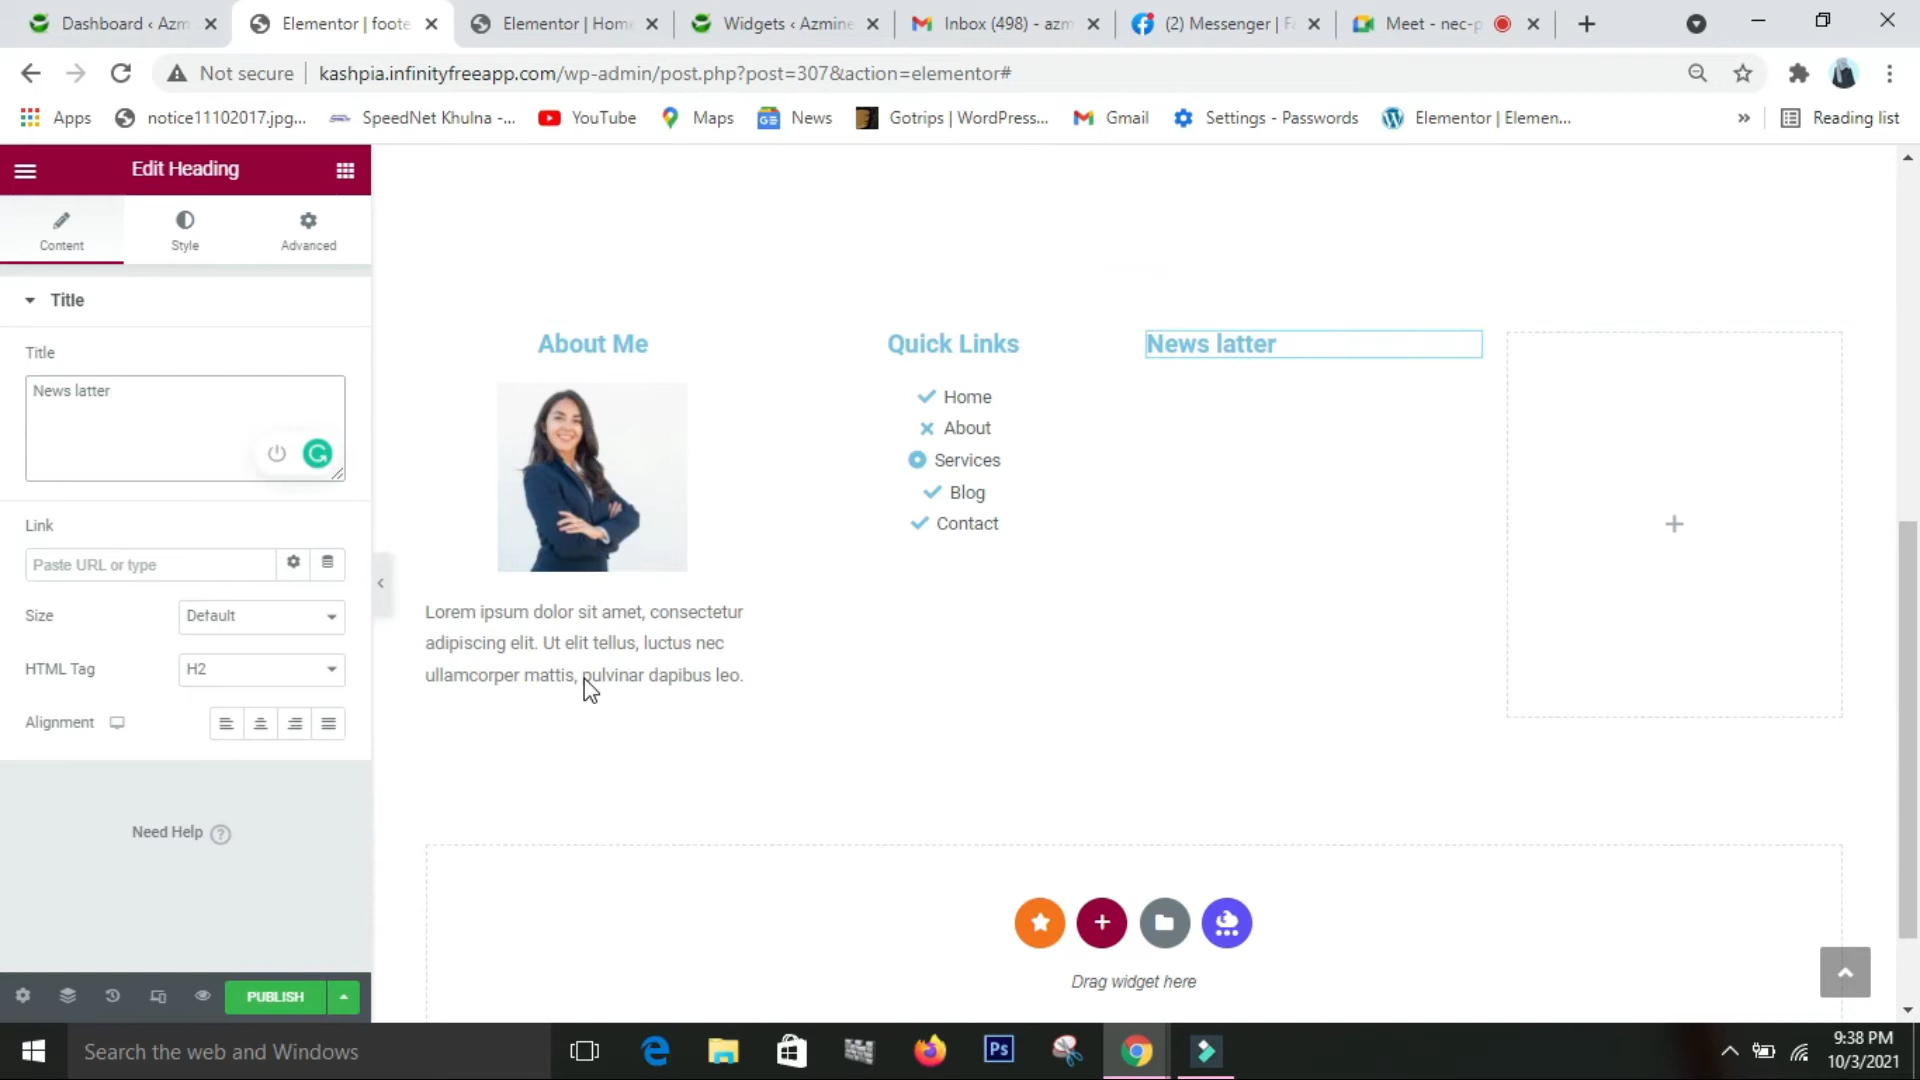 Dashboard ‹ Azm
Elementor | foote
Elementor | Hom
Widgets ‹ Azmine
Inbox (498) - azm
(2) Messenger | Fa
Meet - nec-p
Not secure
kashpia.infinityfreeapp.com/wp-admin/post.php?post=307&action=elementor#
Apps
notice11102017.jpg...
SpeedNet Khulna -...
YouTube
Maps
News
Gotrips | WordPress...
Gmail
Settings - Passwords
Elementor | Elemen...
»
Reading list
Edit Heading
Content
Style
Advanced
Title
Title
News latter
Link
Paste URL or type
Size
Default
HTML Tag
H2
Alignment
Need Help
PUBLISH
About Me
Lorem ipsum dolor sit amet, consectetur
adipiscing elit. Ut elit tellus, luctus nec
ullamcorper mattis, pulvinar dapibus leo.
Quick Links
Home
About
Services
Blog
Contact
News latter
Drag widget here
Search the web and Windows
Ps
9:38 PM
10/3/2021